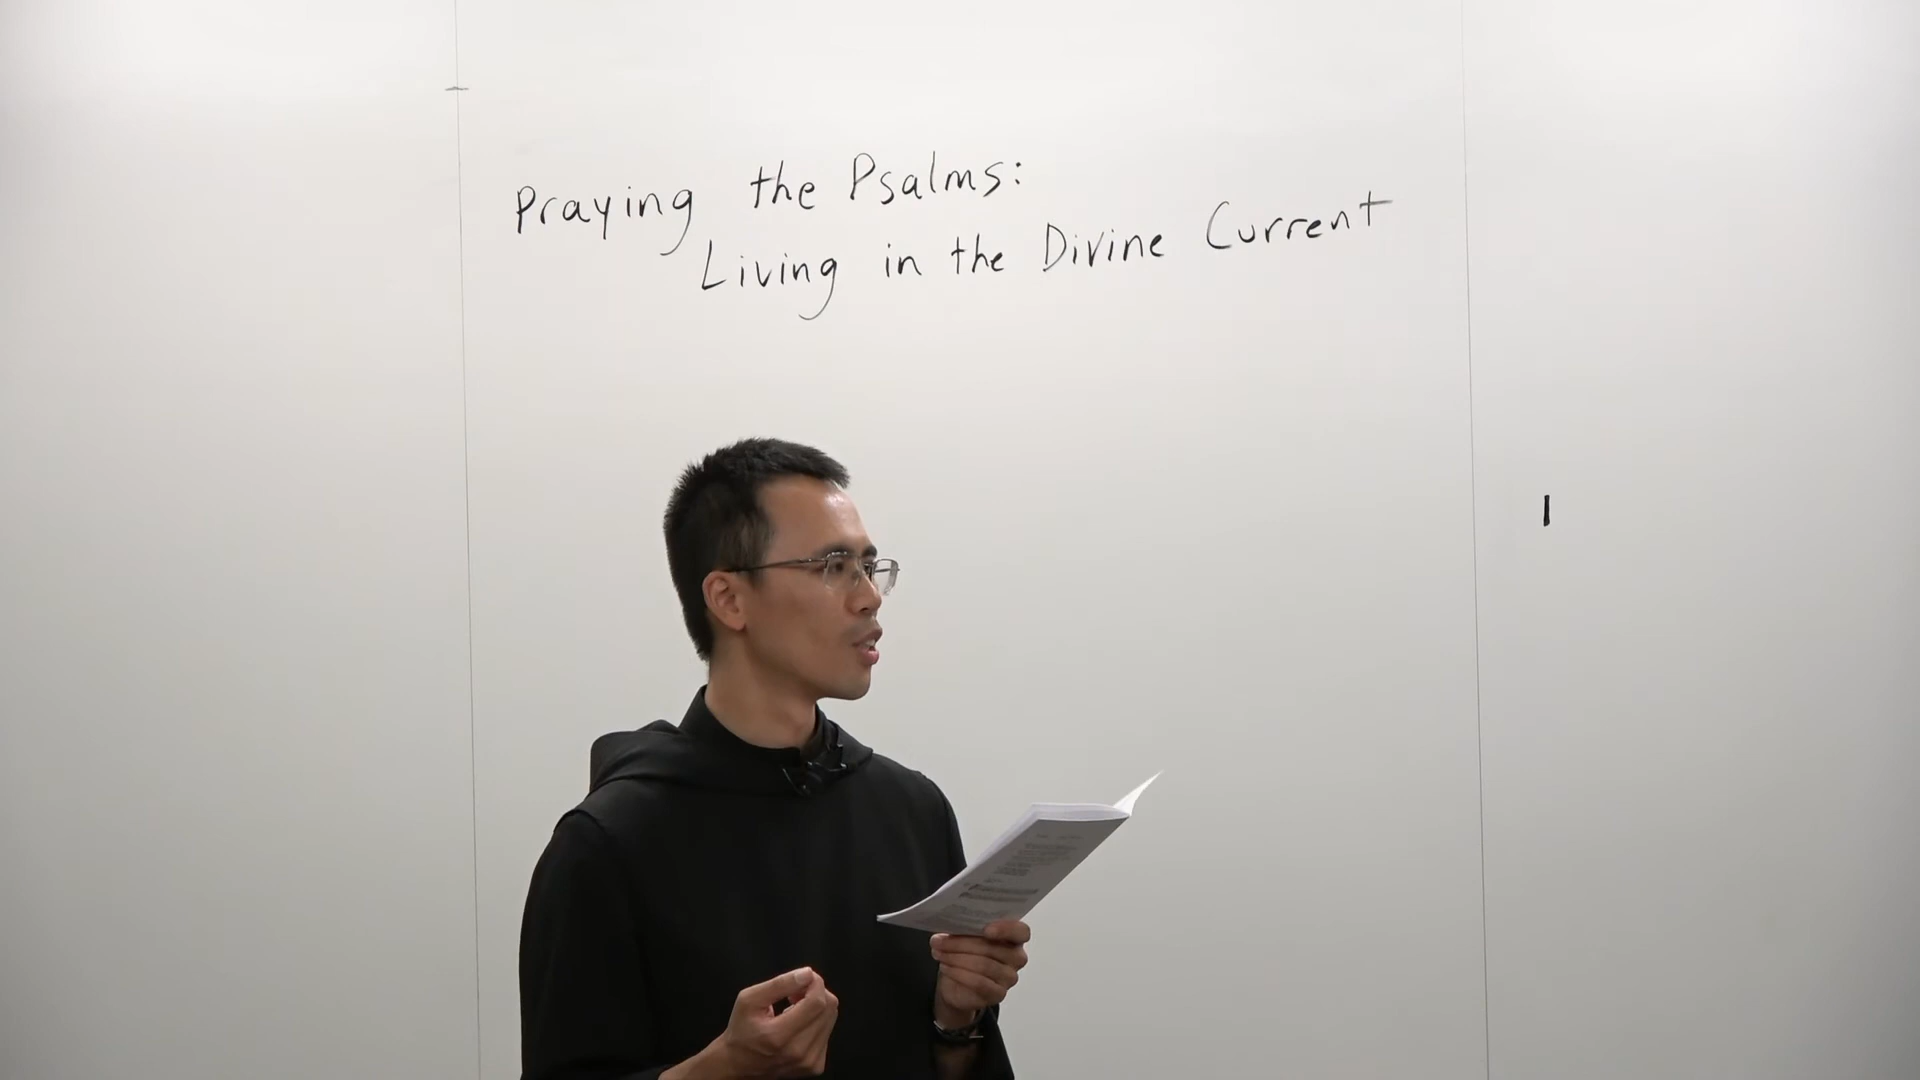 Praying the Psalms:
Living in the Divine Current